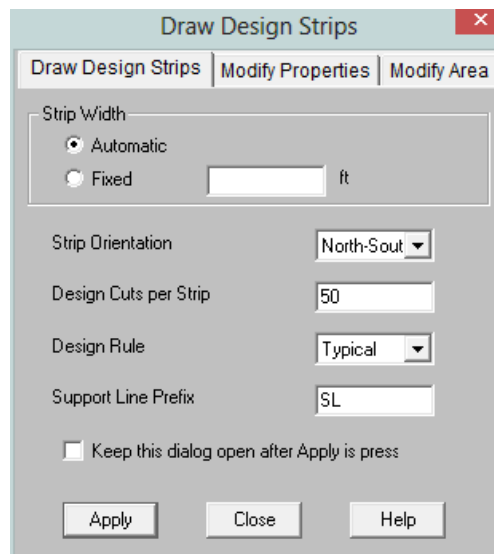 Draw Design Strips
Draw Design Strips Modify Properties Modify Area
Strip Width
Automatic
Fixed ft
Strip Orientation North-Sout
Design Cuts per Strip 50
Design Rule Typical
Support Line Prefix SL
Keep this dialog open after Apply is press
Apply Close Help